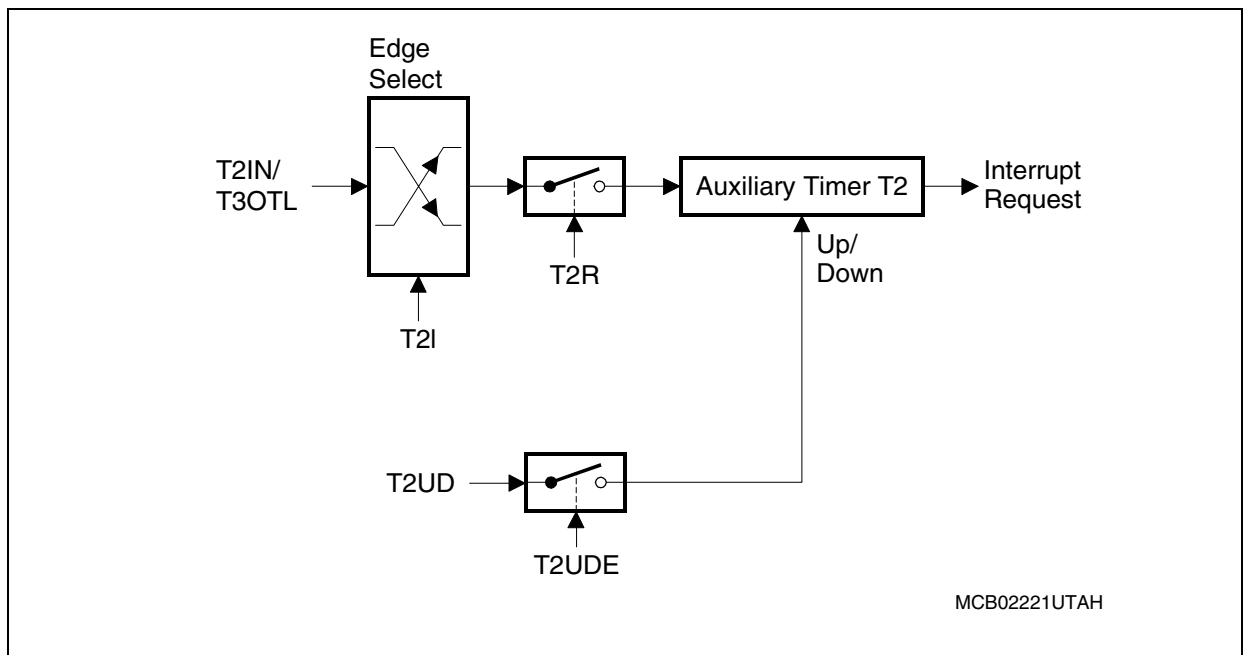 Edge
Select
T2IN/
T3OTL
Auxiliary Timer T2
Interrupt
Request
Up/
Down
T2R
T2I
T2UD
T2UDE
MCB02221UTAH